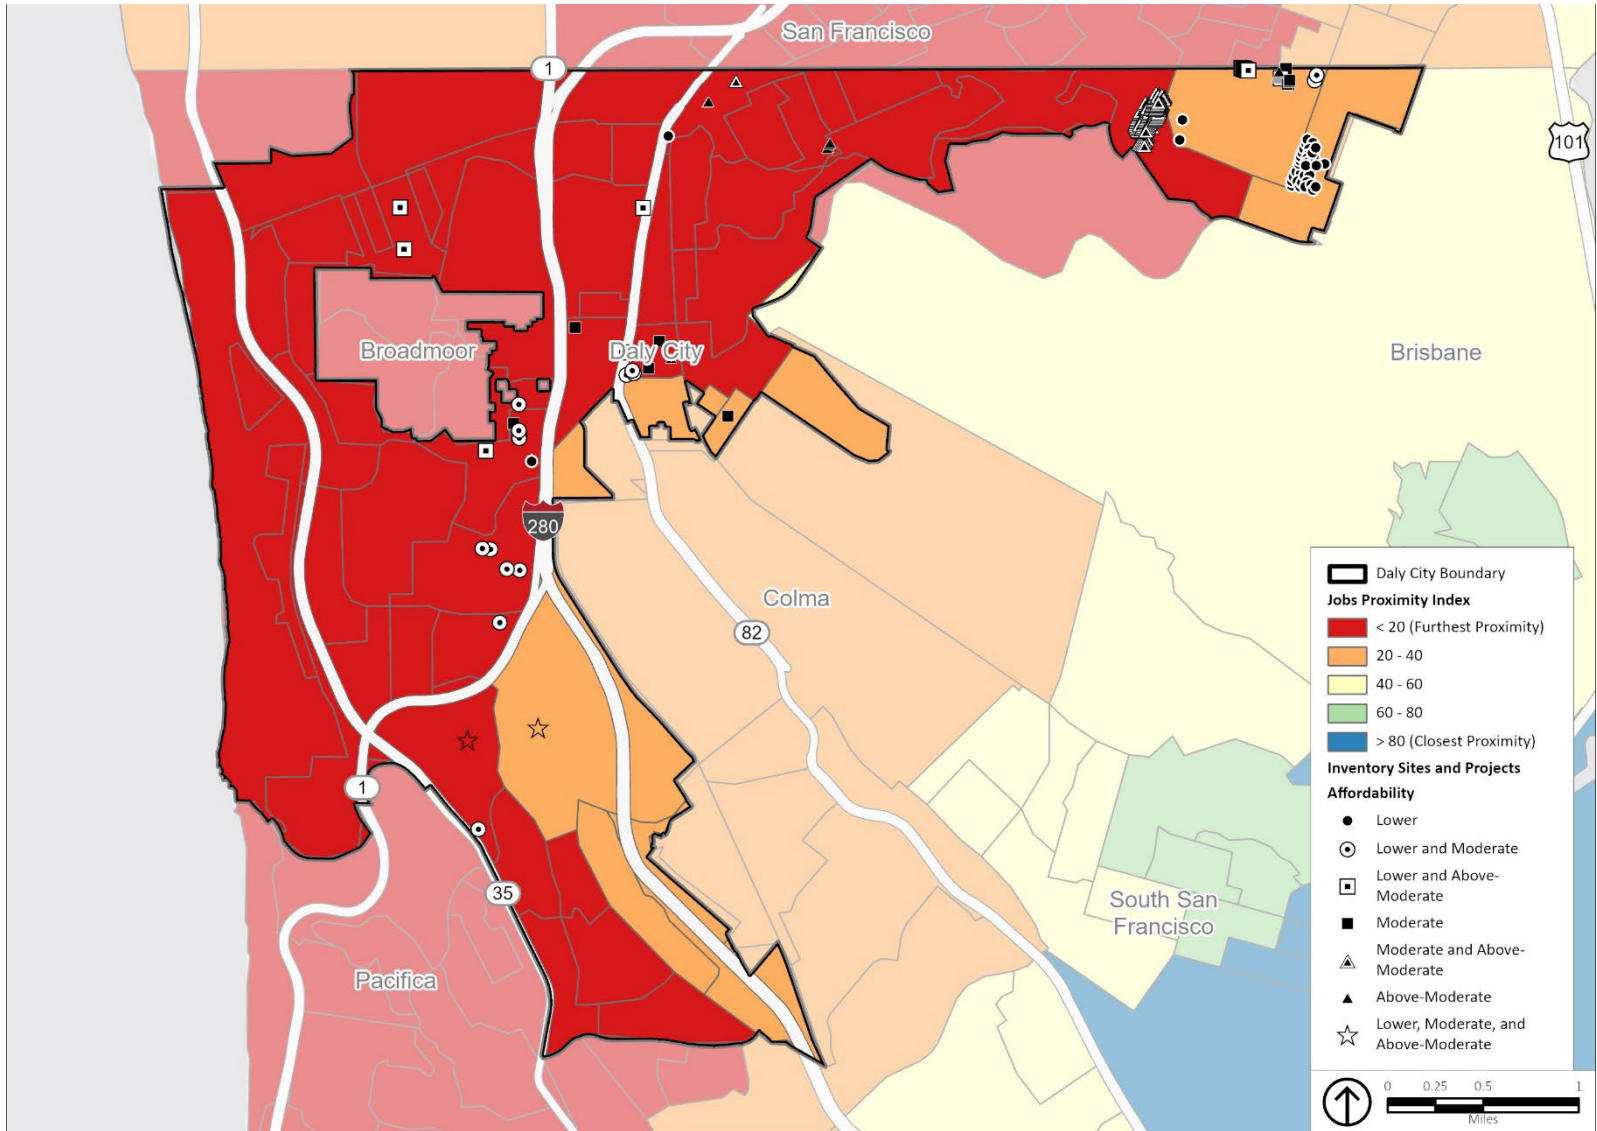 San Francisco
1
101
Broadmoor
Daly City
Brisbane
280
Colma
82
1
35
South San
Francisco
Pacifica
Daly City Boundary
Jobs Proximity Index
< 20 (Furthest Proximity)
20 - 40
40 - 60
60 - 80
> 80 (Closest Proximity)
Inventory Sites and Projects
Affordability
Lower
Lower and Moderate
Lower and Above-
Moderate
Moderate
Moderate and Above-
Moderate
Above-Moderate
Lower, Moderate, and
Above-Moderate
0 0.25 0.5 1
Miles